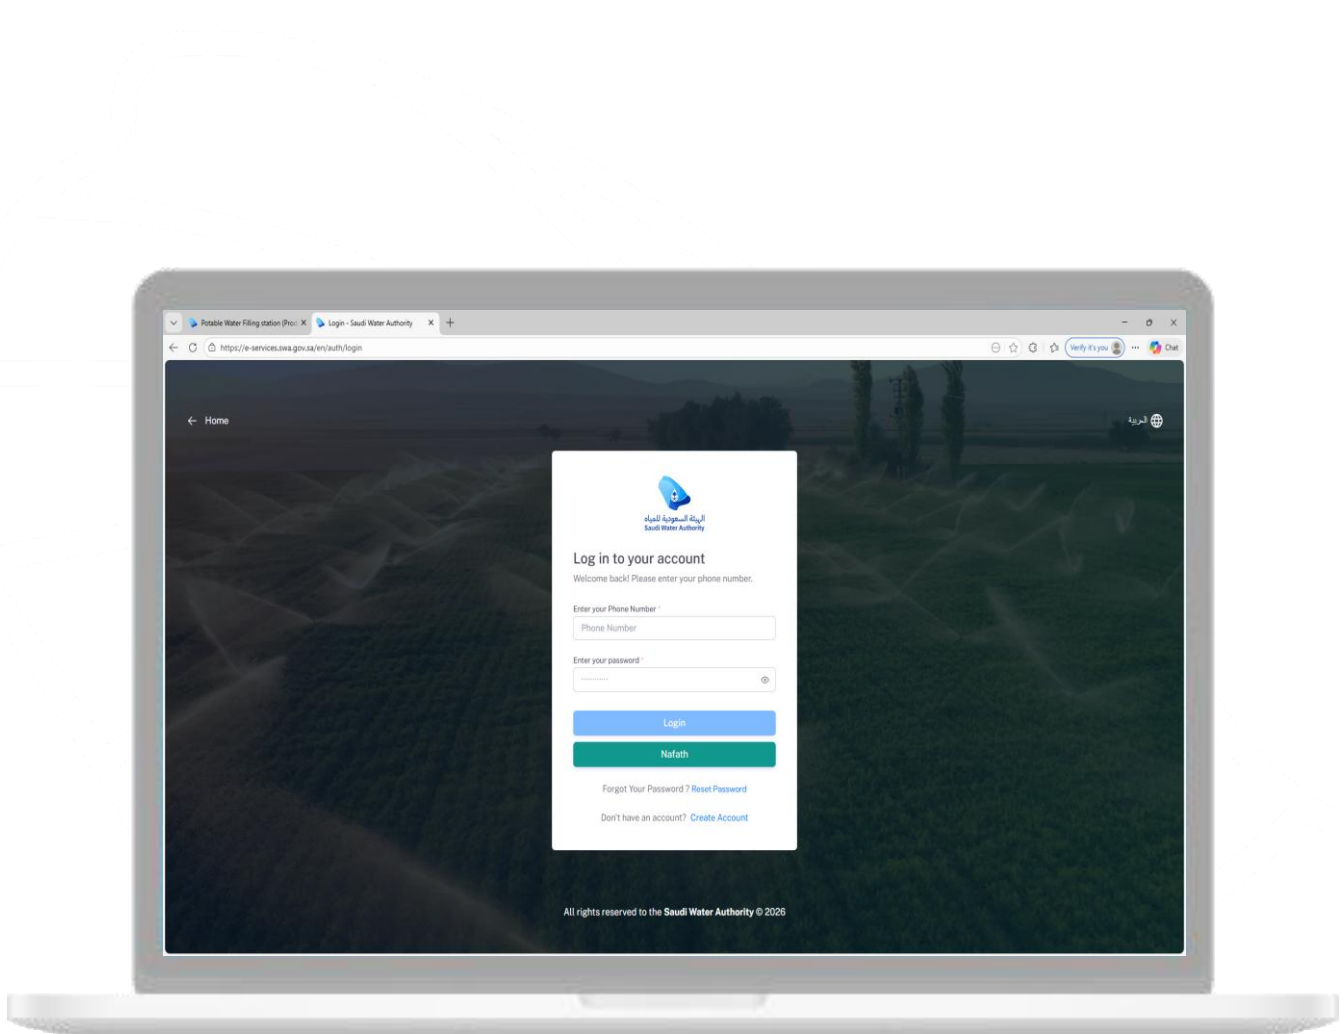 Potable Water Filling station (Proc
Login - Saudi Water Authority
https://e-services.swa.gov.sa/en/auth/login
Verify it's you
Chat
Home
العربية
الهيئة السعودية للمياه
Saudi Water Authority
Log in to your account
Welcome back! Please enter your phone number.
Enter your Phone Number *
Phone Number
Enter your password *
Login
Nafath
Forgot Your Password ? Reset Password
Don't have an account? Create Account
All rights reserved to the Saudi Water Authority © 2026